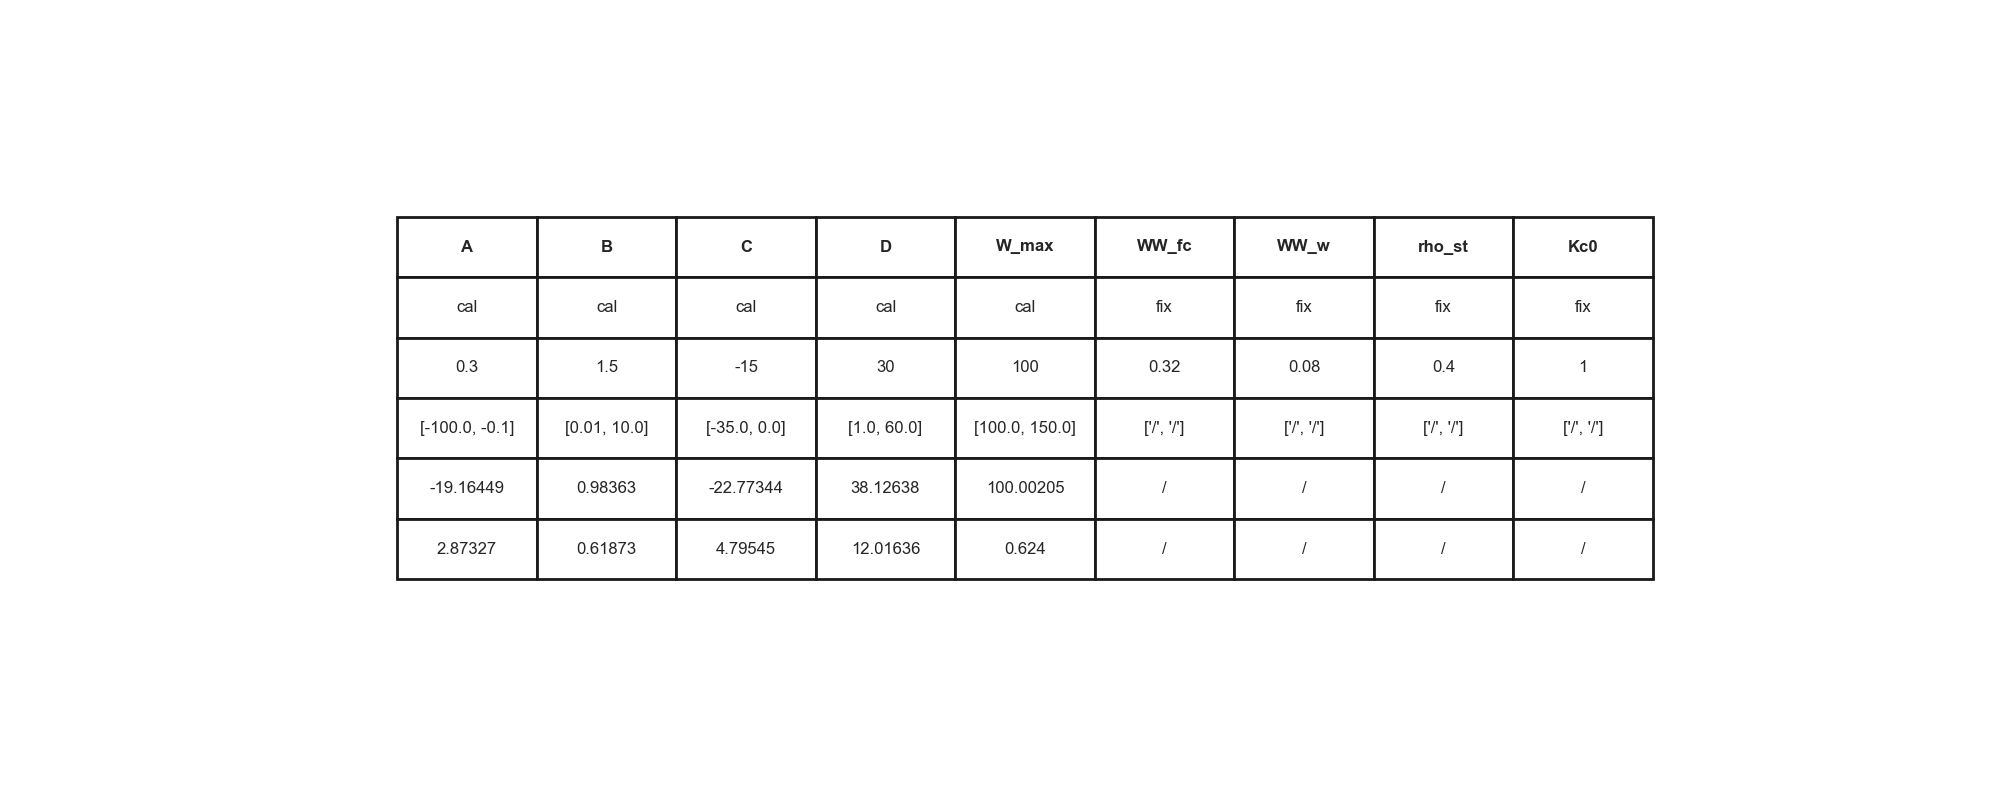 A B C D W_max WW_fc WW_w rho_st Kc0
cal cal cal cal cal fix fix fix fix
0.3 1.5 -15 30 100 0.32 0.08 0.4 1
[-100.0, -0.1] [0.01, 10.0] [-35.0, 0.0] [1.0, 60.0] [100.0, 150.0] ['/', '/'] ['/', '/'] ['/', '/'] ['/', '/']
-19.16449 0.98363 -22.77344 38.12638 100.00205 / / / /
2.87327 0.61873 4.79545 12.01636 0.624 / / / /